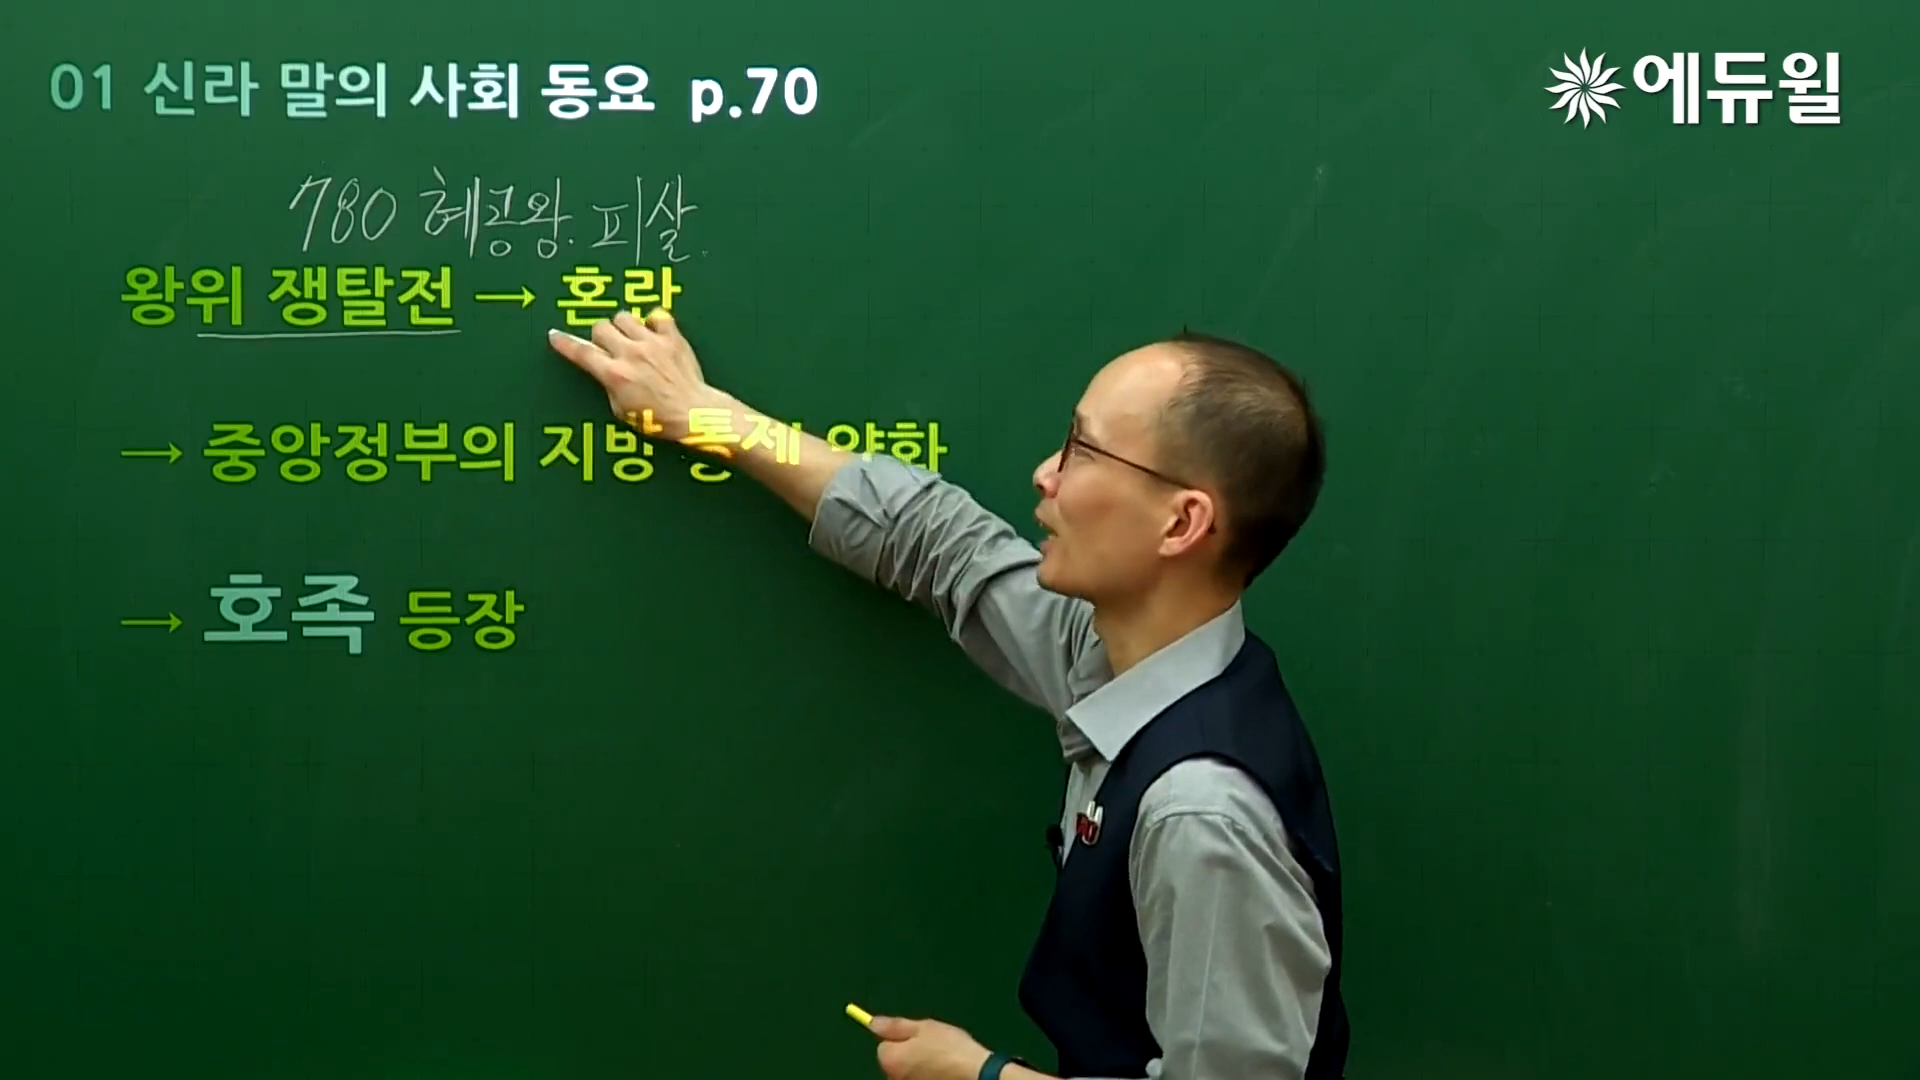 01 신라 말의 사회 동요 p.70
에듀윌
780 혜공왕. 피살.
왕위 쟁탈전 → 혼란
→ 중앙정부의 지방 통제 약화
→ 호족 등장